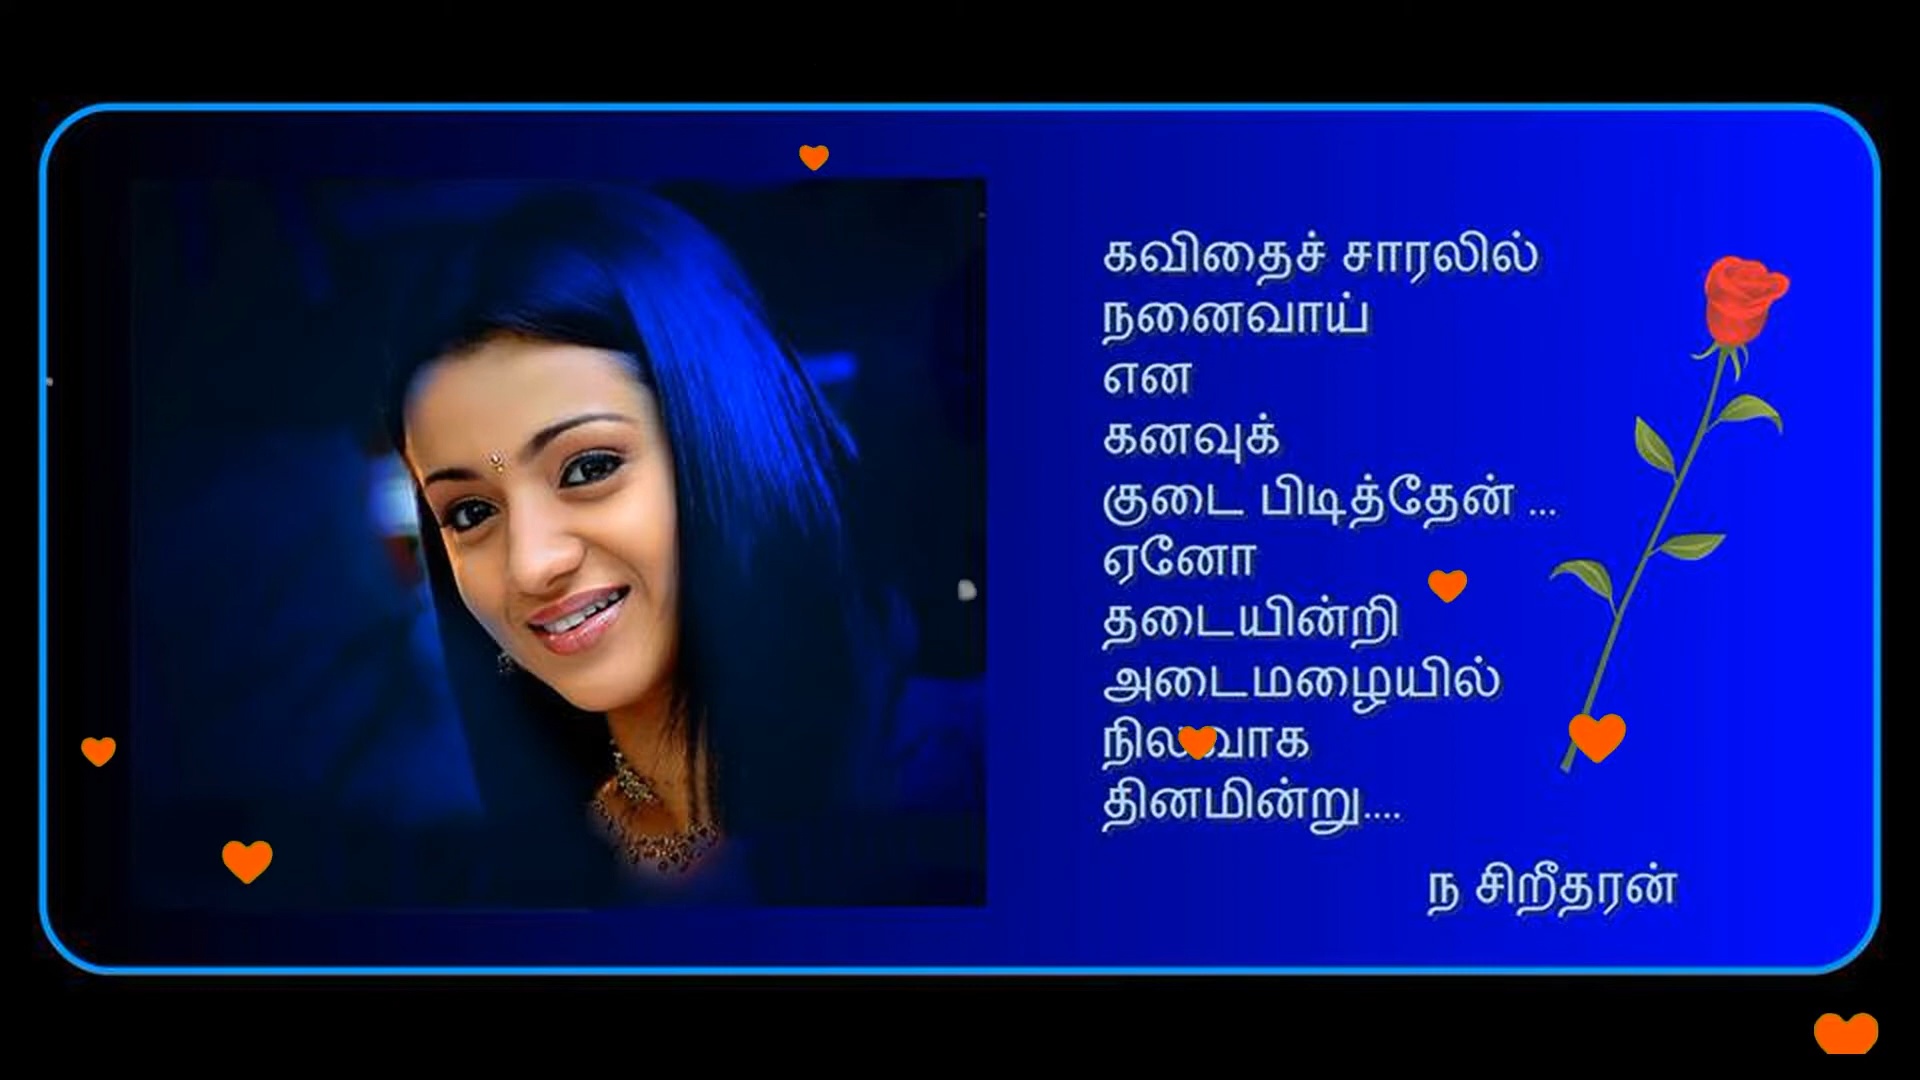 கவிதைச் சாரலில்
நனைவாய்
என
கனவுக்
குடை பிடித்தேன் ...
ஏனோ
தடையின்றி
அடைமழையில்
நிலவாக
தினமின்று....
ந சிறீதரன்